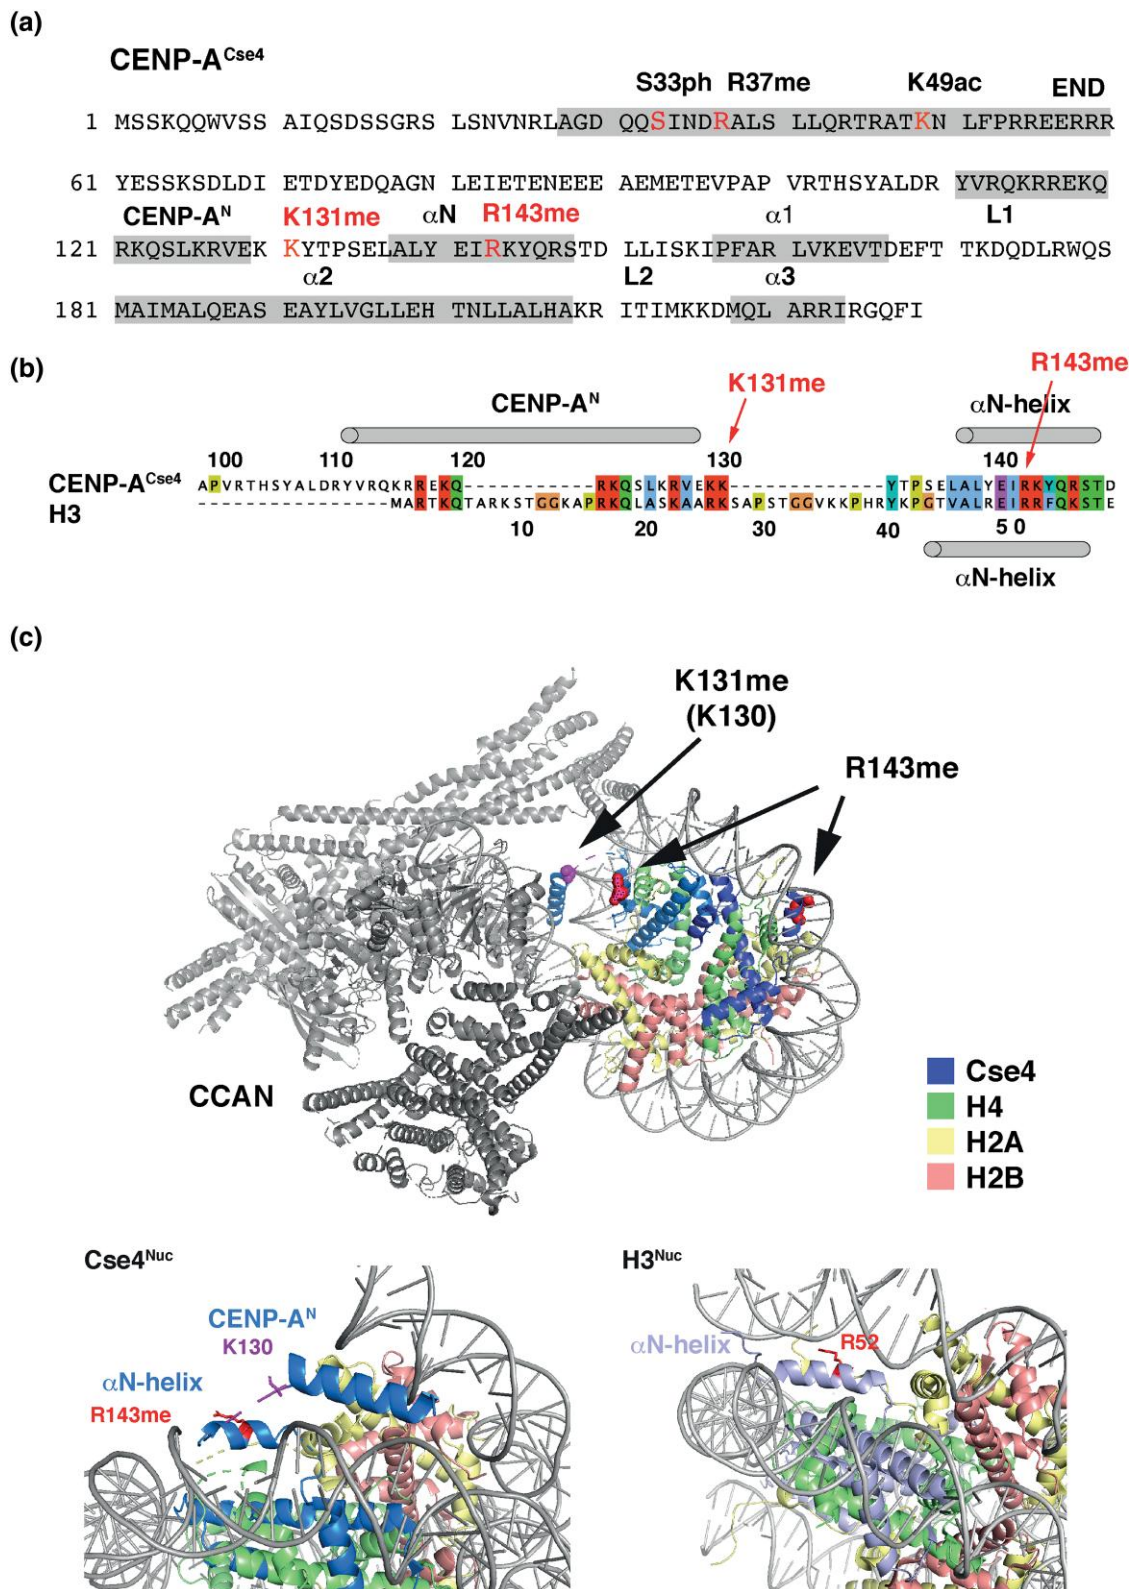 (a)
CENP-A^Cse4
S33ph R37me K49ac END
1 MSSKQQWVSS AIQSDSSGRS LSNVNRLAGD QQSINDRALS LLQRTRATKN LFPRREERRR
61 YESSKSDLDI ETDYEDQAGN LEIETENEEE AEMETEVPAP VRTHSYALDR YVRQKRREKQ
CENP-A^N K131me αN R143me α1 L1
121 RKQSLKRVEK KYTPSELALY EIRKYQRSTD LLISKIPFAR LVKEVTDEFT TKDQDLRWQS
α2 L2 α3
181 MAIMALQEAS EAYLVGLLEH TNLLALHAKR ITIMKKDMQL ARRIRGQFI
(b)
R143me
K131me
CENP-A^N αN-helix
100 110 120 130 140
CENP-A^Cse4 APVRTHSYALDRYVRQKRREKQ-----------RKQSLKRVEKK--------------YTPSELALYEIRKYQRSTD
H3 ----------------MARTKQTARKSTGGKAPRKQLASKAARKSAPSTGGVKKPHRYKPGTVALREIRRFQKSTE
10 20 30 40 50
αN-helix
(c)
K131me
(K130)
R143me
CCAN
Cse4
H4
H2A
H2B
Cse4^Nuc
CENP-A^N
K130
αN-helix
R143me
H3^Nuc
αN-helix
R52